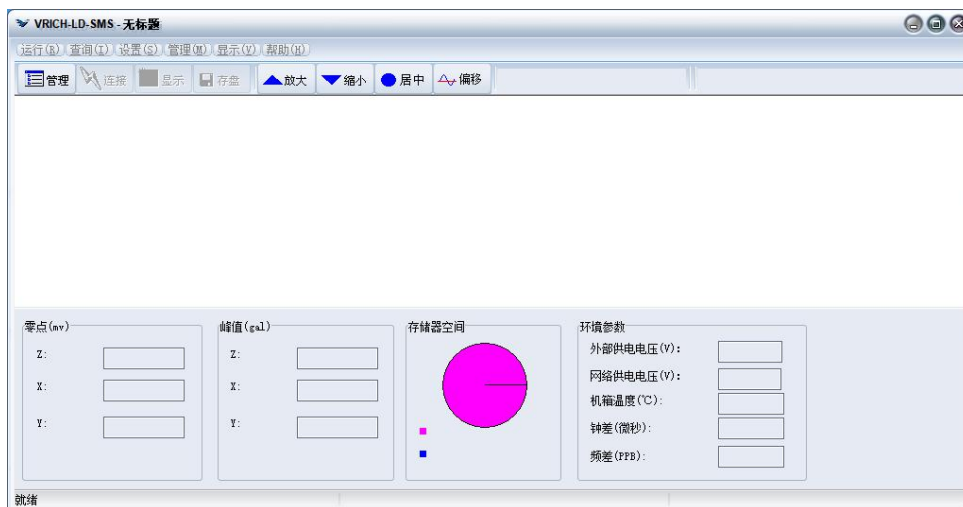 VRICH-LD-SMS - 无标题
运行(R) 查询(I) 设置(S) 管理(M) 显示(V) 帮助(H)
管理 连接 显示 存盘 放大 缩小 居中 偏移
零点(mv) 峰值(gal) 存储器空间 环境参数
Z: Z: 外部供电电压(V):
网络供电电压(V):
X: X: 机箱温度(℃):
Y: Y: 钟差(微秒):
频差(PPB):
就绪